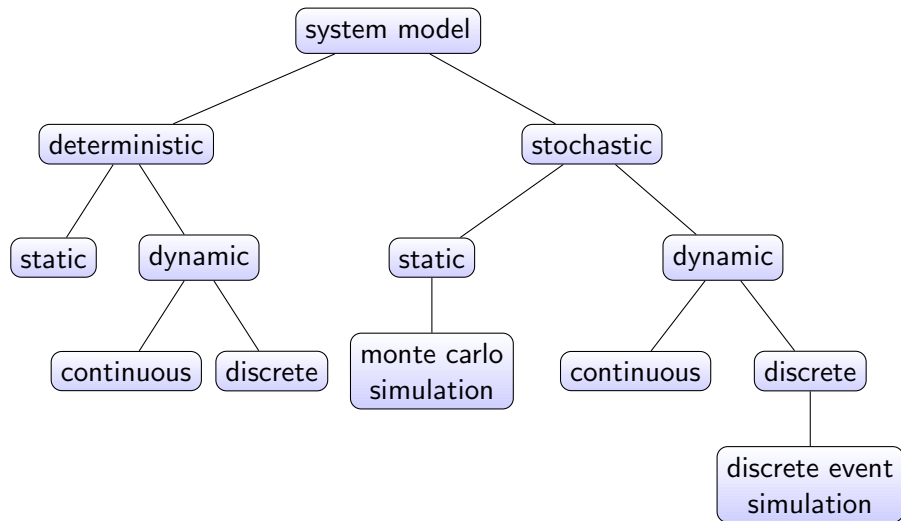 system model
deterministic
stochastic
static
dynamic
static
dynamic
continuous
discrete
monte carlo
simulation
continuous
discrete
discrete event
simulation